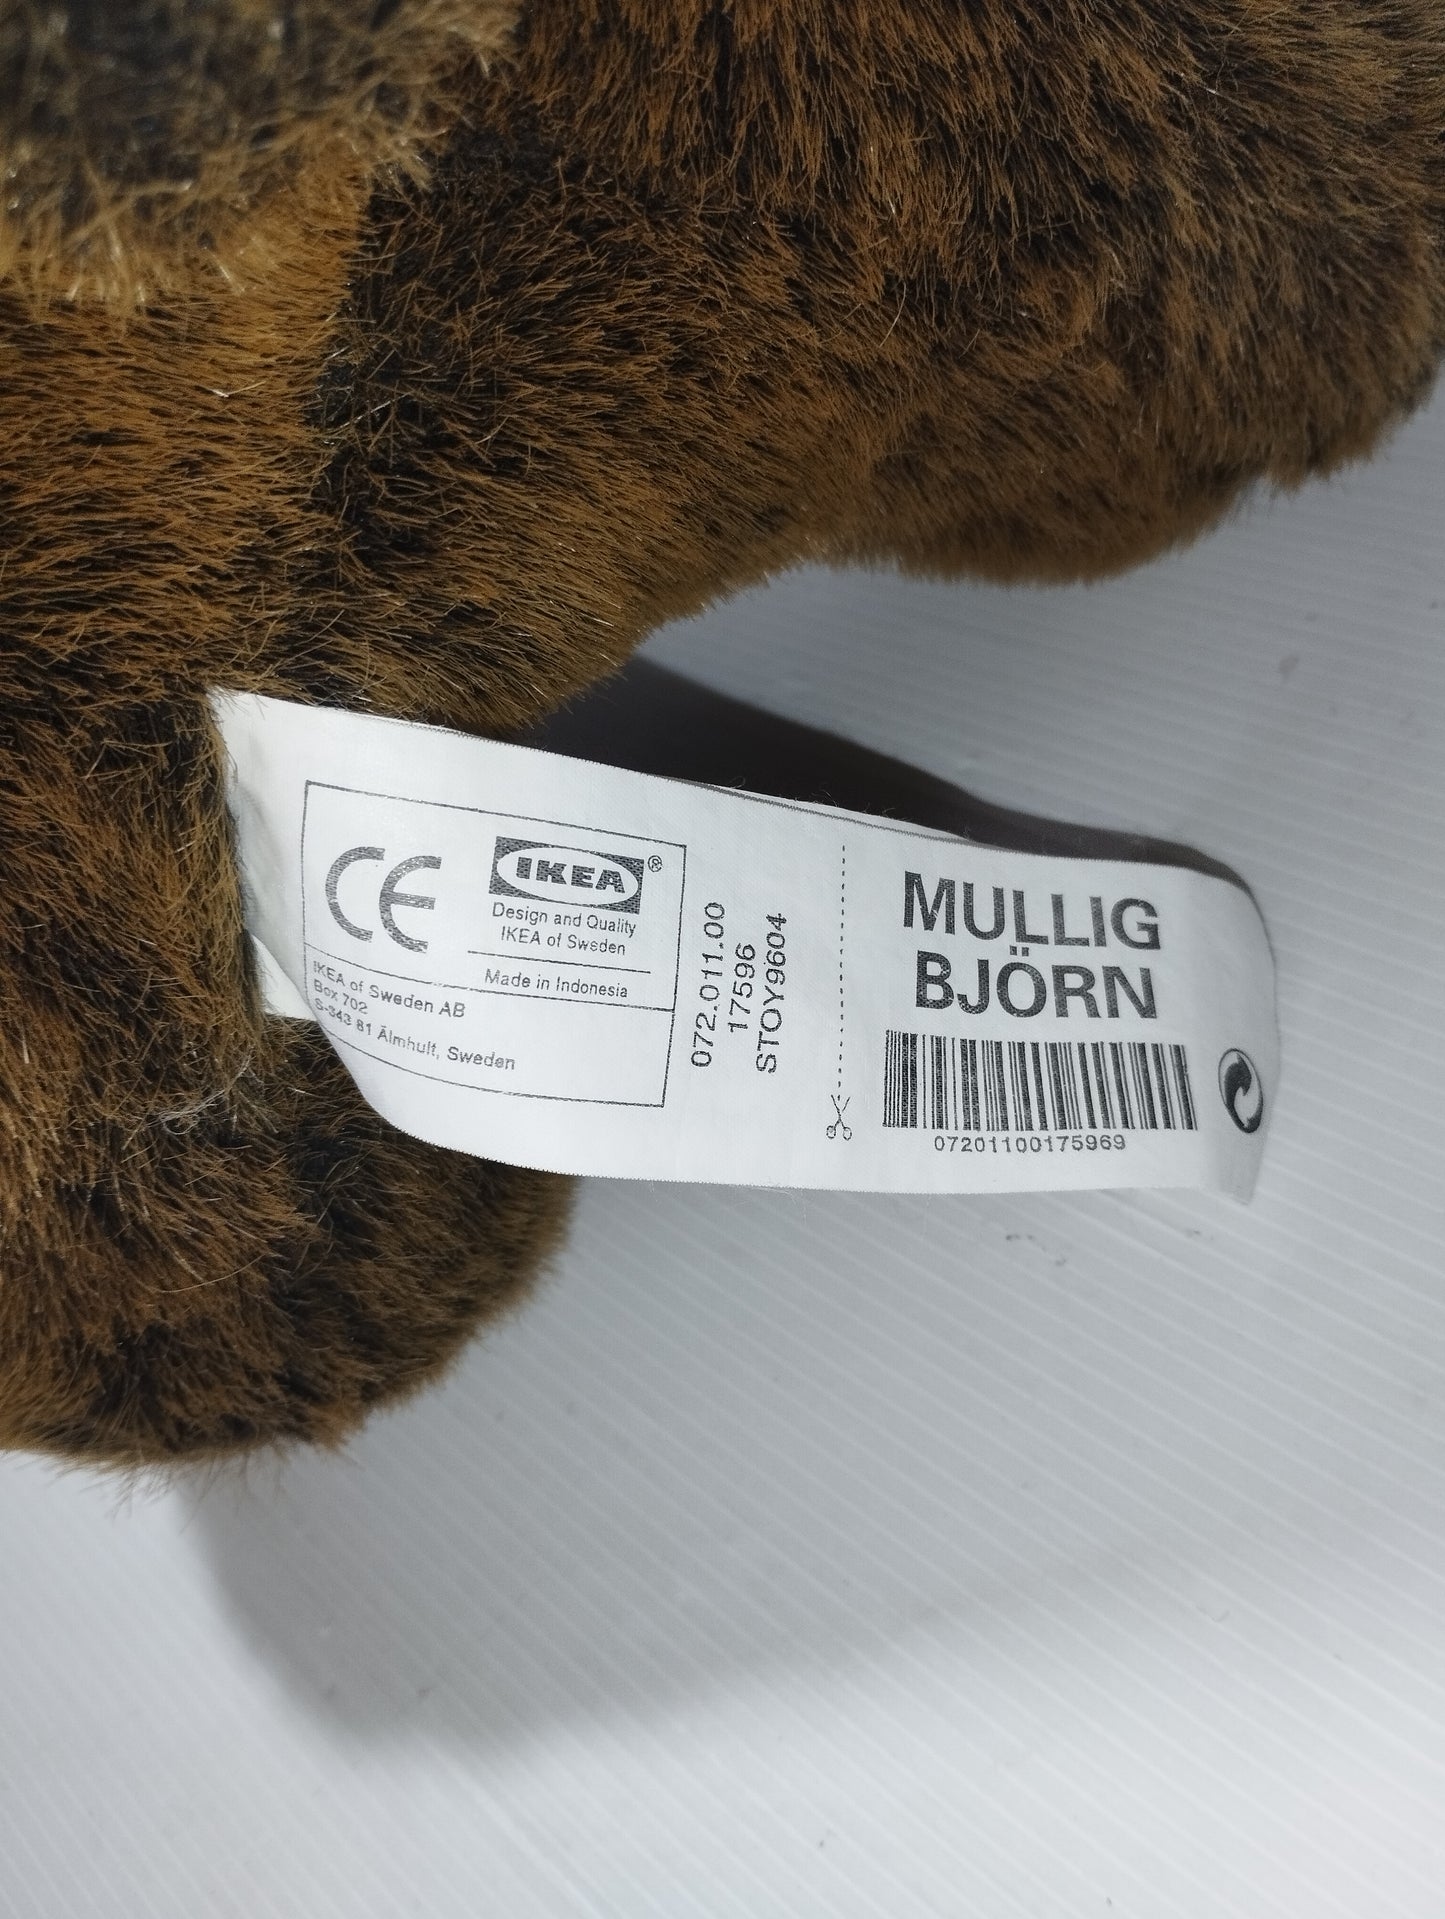 CE
IKEA®
Design and Quality
IKEA of Sweden
Made in Indonesia
IKEA of Sweden AB
Box 702
S-343 81 Älmhult, Sweden
072.011.00
17596
STOY9604
MULLIG
BJÖRN
07201100175969